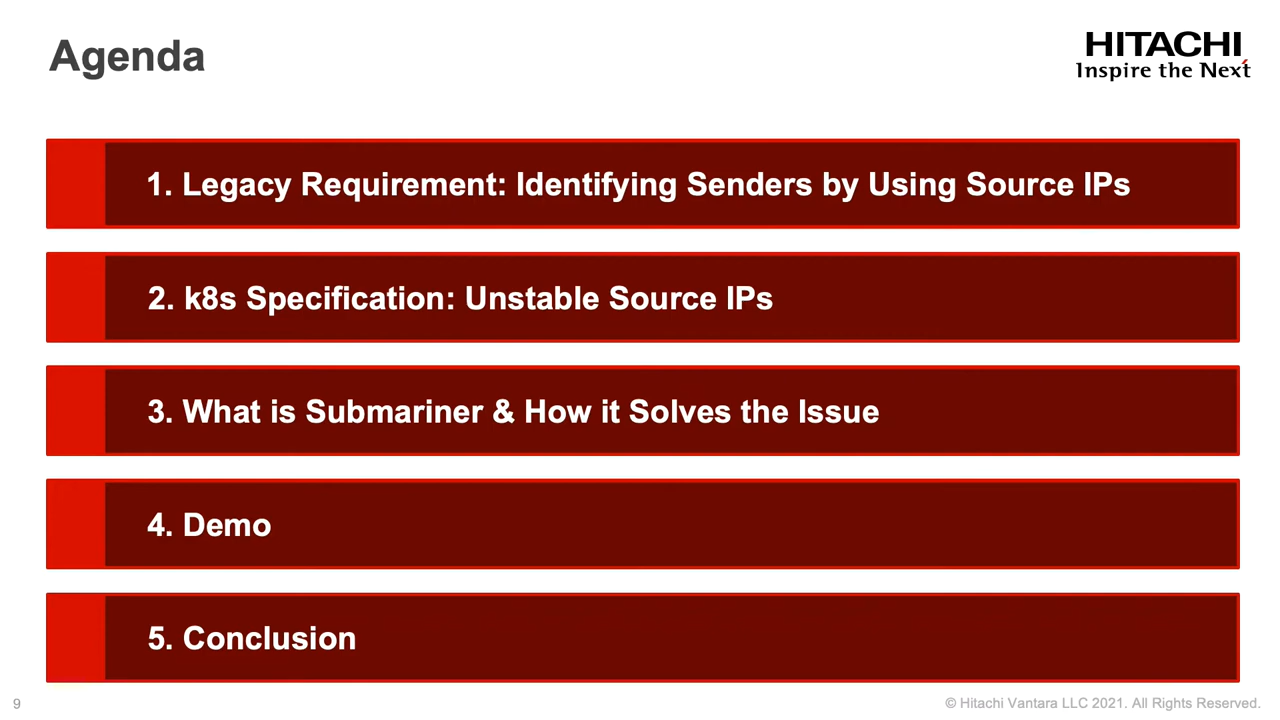 Agenda
HITACHI
Inspire the Next
1. Legacy Requirement: Identifying Senders by Using Source IPs
2. k8s Specification: Unstable Source IPs
3. What is Submariner & How it Solves the Issue
4. Demo
5. Conclusion
9
© Hitachi Vantara LLC 2021. All Rights Reserved.